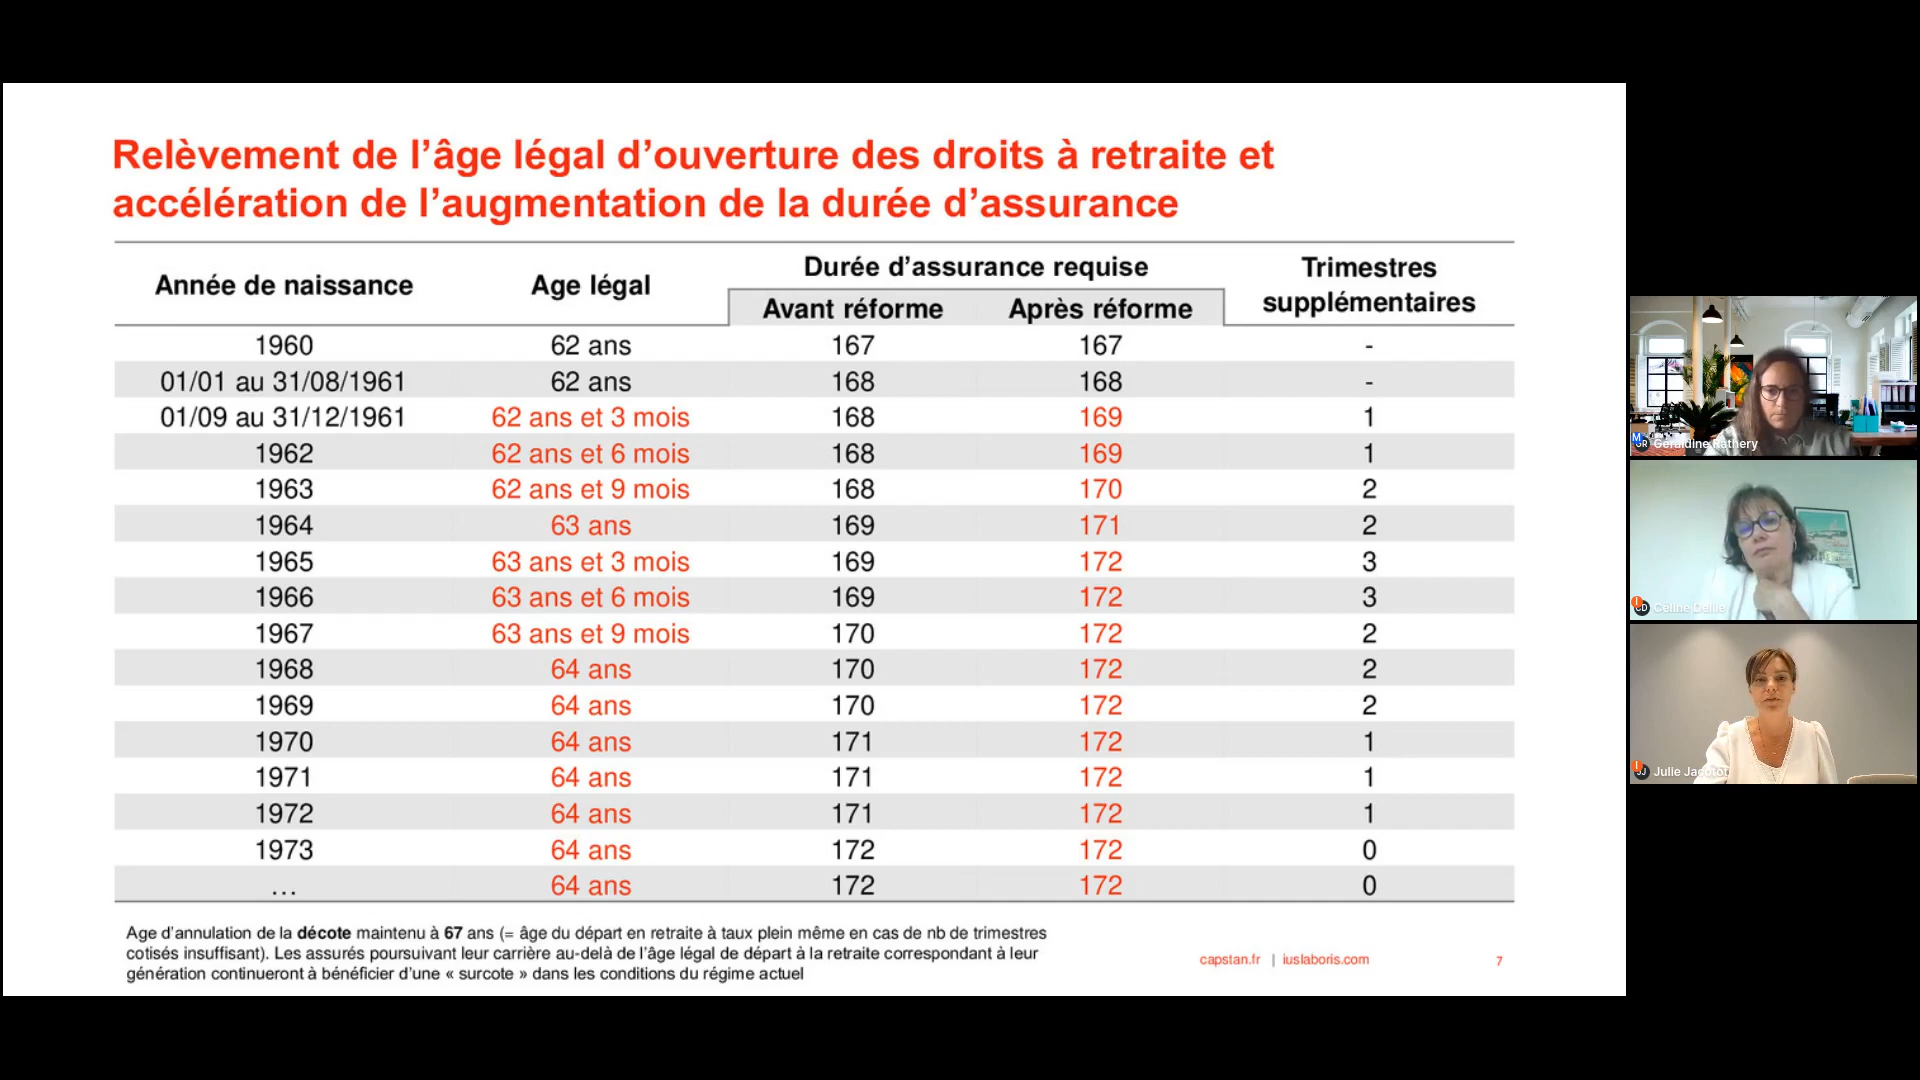 Relèvement de l’âge légal d’ouverture des droits à retraite et
accélération de l’augmentation de la durée d’assurance
Année de naissance Age légal Durée d’assurance requise Trimestres supplémentaires
Avant réforme Après réforme
1960 62 ans 167 167 -
01/01 au 31/08/1961 62 ans 168 168 -
01/09 au 31/12/1961 62 ans et 3 mois 168 169 1
1962 62 ans et 6 mois 168 169 1
1963 62 ans et 9 mois 168 170 2
1964 63 ans 169 171 2
1965 63 ans et 3 mois 169 172 3
1966 63 ans et 6 mois 169 172 3
1967 63 ans et 9 mois 170 172 2
1968 64 ans 170 172 2
1969 64 ans 170 172 2
1970 64 ans 171 172 1
1971 64 ans 171 172 1
1972 64 ans 171 172 1
1973 64 ans 172 172 0
… 64 ans 172 172 0
Age d’annulation de la décote maintenu à 67 ans (= âge du départ en retraite à taux plein même en cas de nb de trimestres
cotisés insuffisant). Les assurés poursuivant leur carrière au-delà de l’âge légal de départ à la retraite correspondant à leur
génération continueront à bénéficier d’une « surcote » dans les conditions du régime actuel
capstan.fr | iuslaboris.com 7
GR Géraldine Rathery
CD Céline
JJ Julie Jacotot